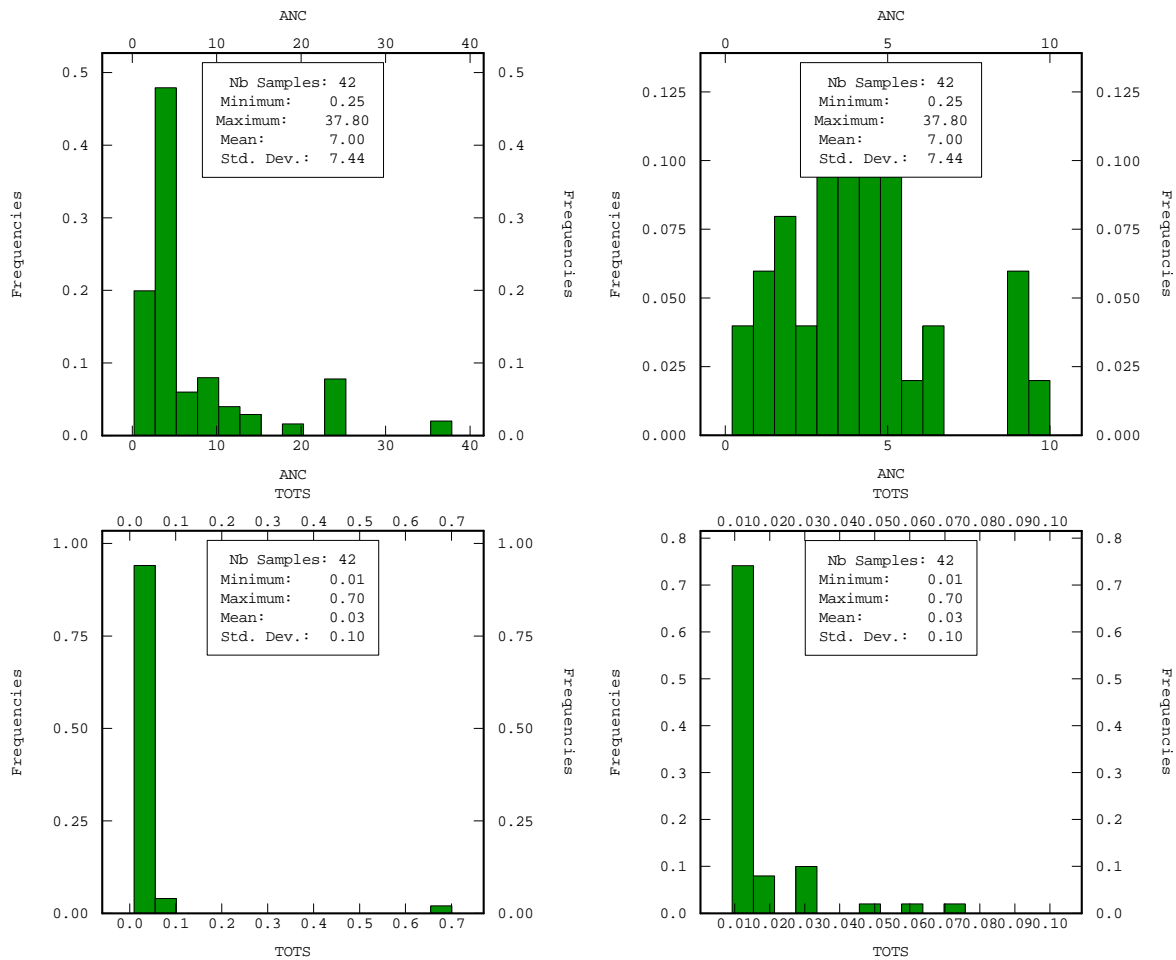 ANC
0 10 20 30 40
0.5 0.5
0.4 0.4
0.3 0.3
0.2 0.2
0.1 0.1
0.0 0.0
Frequencies
Frequencies
Nb Samples: 42
Minimum: 0.25
Maximum: 37.80
Mean: 7.00
Std. Dev.: 7.44
0 10 20 30 40
ANC
ANC
0 5 10
0.125 0.125
0.100 0.100
0.075 0.075
0.050 0.050
0.025 0.025
0.000 0.000
Frequencies
Frequencies
Nb Samples: 42
Minimum: 0.25
Maximum: 37.80
Mean: 7.00
Std. Dev.: 7.44
0 5 10
ANC
TOTS
0.0 0.1 0.2 0.3 0.4 0.5 0.6 0.7
1.00 1.00
0.75 0.75
0.50 0.50
0.25 0.25
0.00 0.00
Frequencies
Frequencies
Nb Samples: 42
Minimum: 0.01
Maximum: 0.70
Mean: 0.03
Std. Dev.: 0.10
0.0 0.1 0.2 0.3 0.4 0.5 0.6 0.7
TOTS
TOTS
0.010.020.030.040.050.060.070.080.090.10
0.8 0.8
0.7 0.7
0.6 0.6
0.5 0.5
0.4 0.4
0.3 0.3
0.2 0.2
0.1 0.1
0.0 0.0
Frequencies
Frequencies
Nb Samples: 42
Minimum: 0.01
Maximum: 0.70
Mean: 0.03
Std. Dev.: 0.10
0.010.020.030.040.050.060.070.080.090.10
TOTS